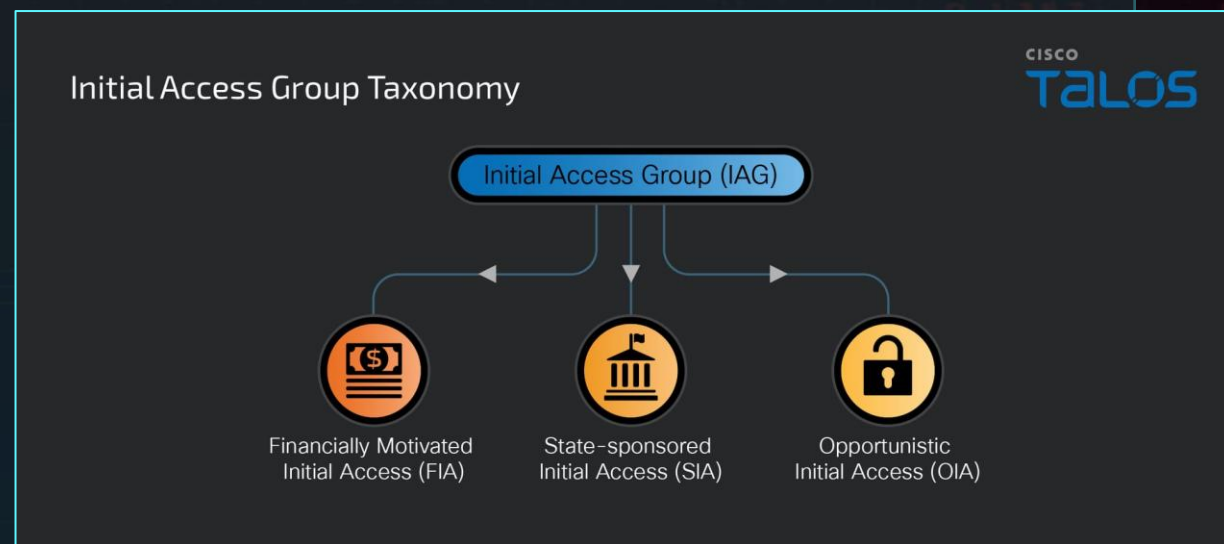 Initial Access Group Taxonomy
CISCO
TALOS
Initial Access Group (IAG)
Financially Motivated
Initial Access (FIA)
State-sponsored
Initial Access (SIA)
Opportunistic
Initial Access (OIA)